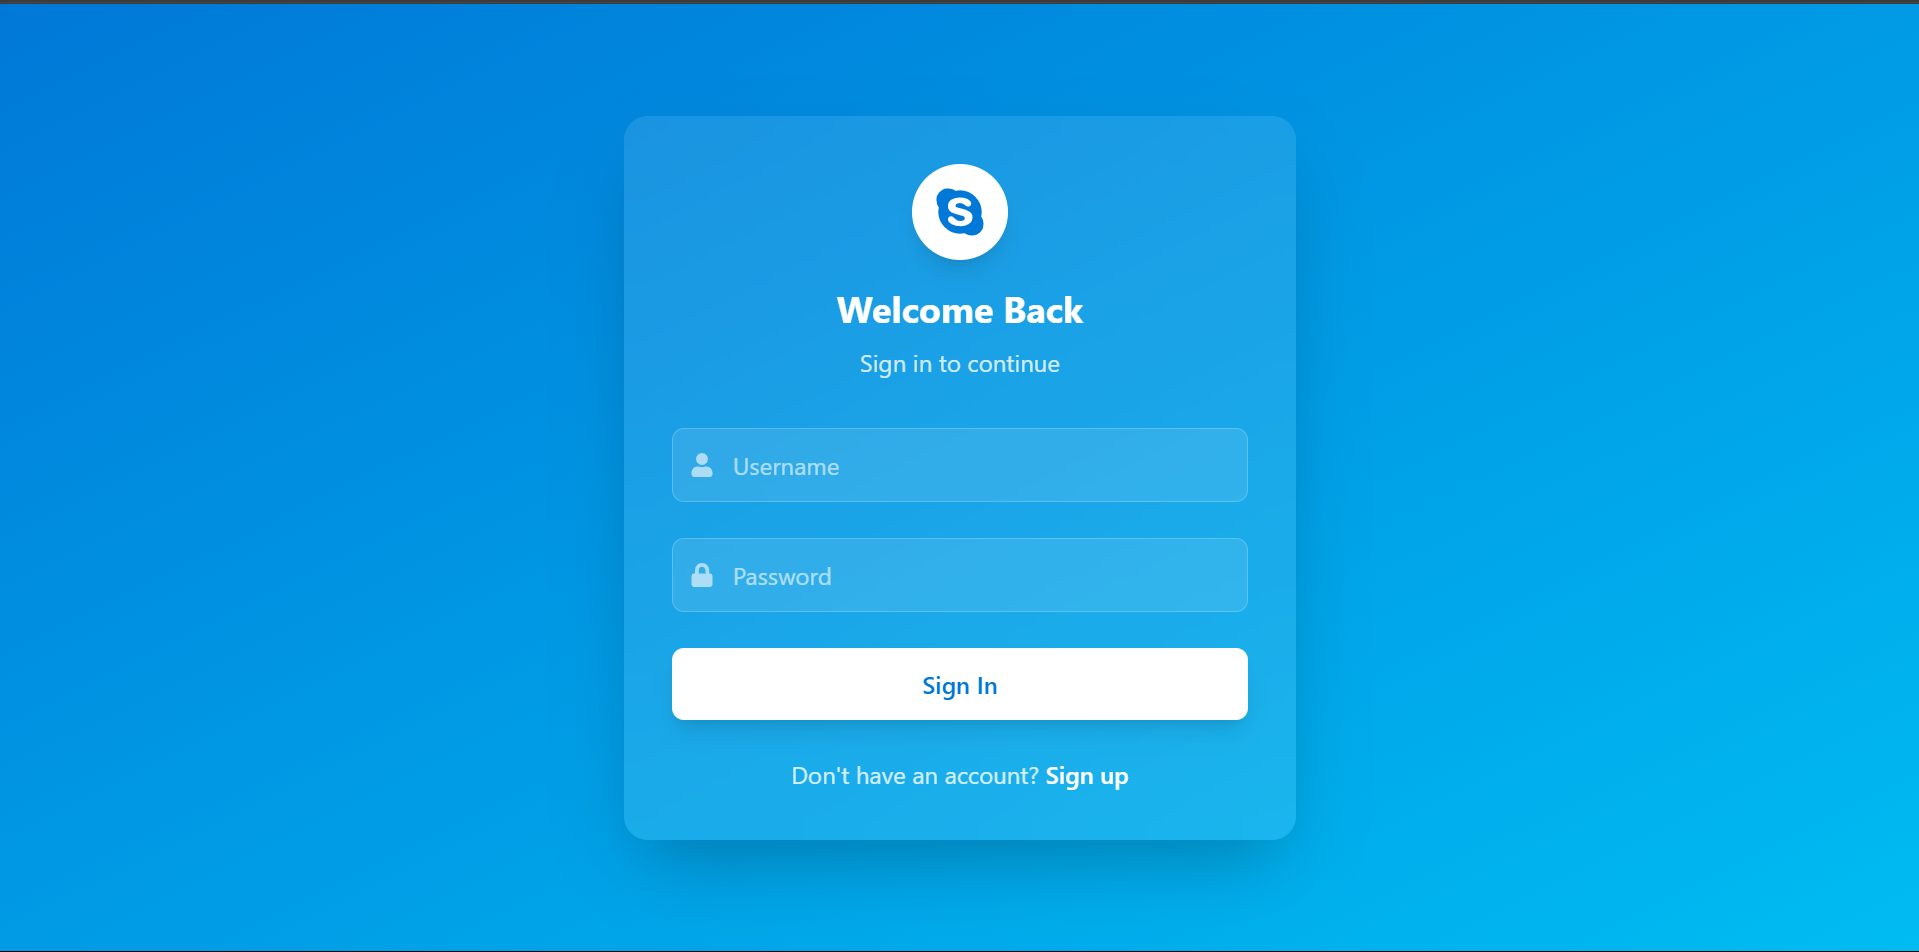 S
Welcome Back
Sign in to continue
Username
Password
Sign In
Don't have an account? Sign up